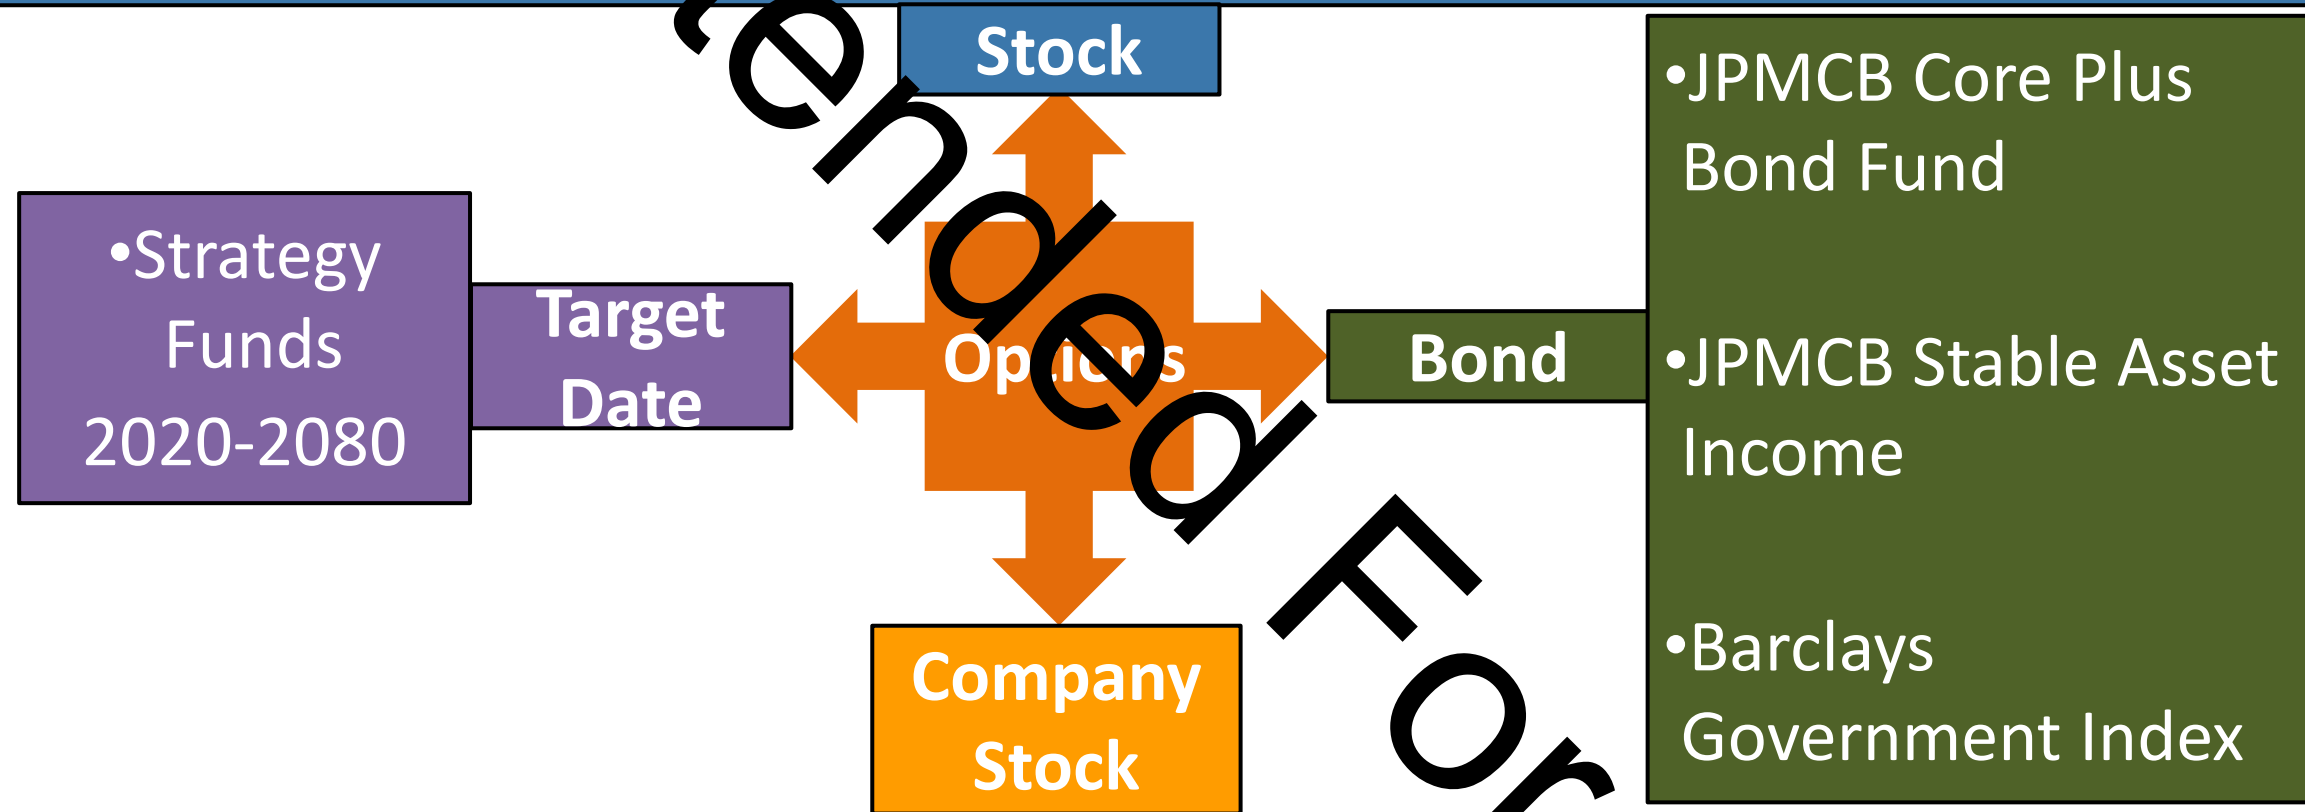 Stock
•Strategy
Funds
2020-2080
Target
Date
Options
Bond
•JPMCB Core Plus
Bond Fund
•JPMCB Stable Asset
Income
•Barclays
Government Index
Company
Stock
ended For